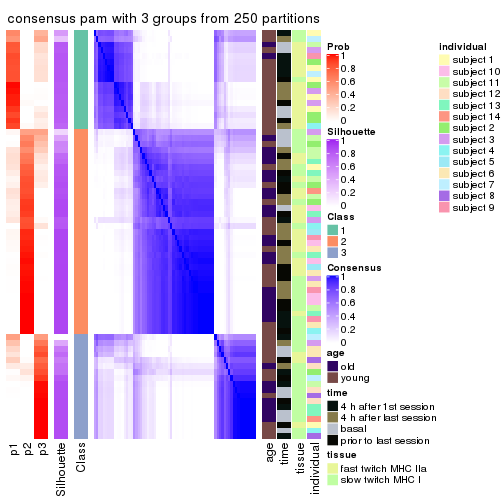 consensus pam with 3 groups from 250 partitions
Prob
1
0.8
0.6
0.4
0.2
0
Silhouette
1
0.8
0.6
0.4
0.2
0
Class
1
2
3
Consensus
1
0.8
0.6
0.4
0.2
0
age
old
young
time
4 h after 1st session
4 h after last session
basal
prior to last session
tissue
fast twitch MHC IIa
slow twitch MHC I
individual
subject 1
subject 10
subject 11
subject 12
subject 13
subject 14
subject 2
subject 3
subject 4
subject 5
subject 6
subject 7
subject 8
subject 9
p1
p2
p3
Silhouette
Class
age
time
tissue
individual